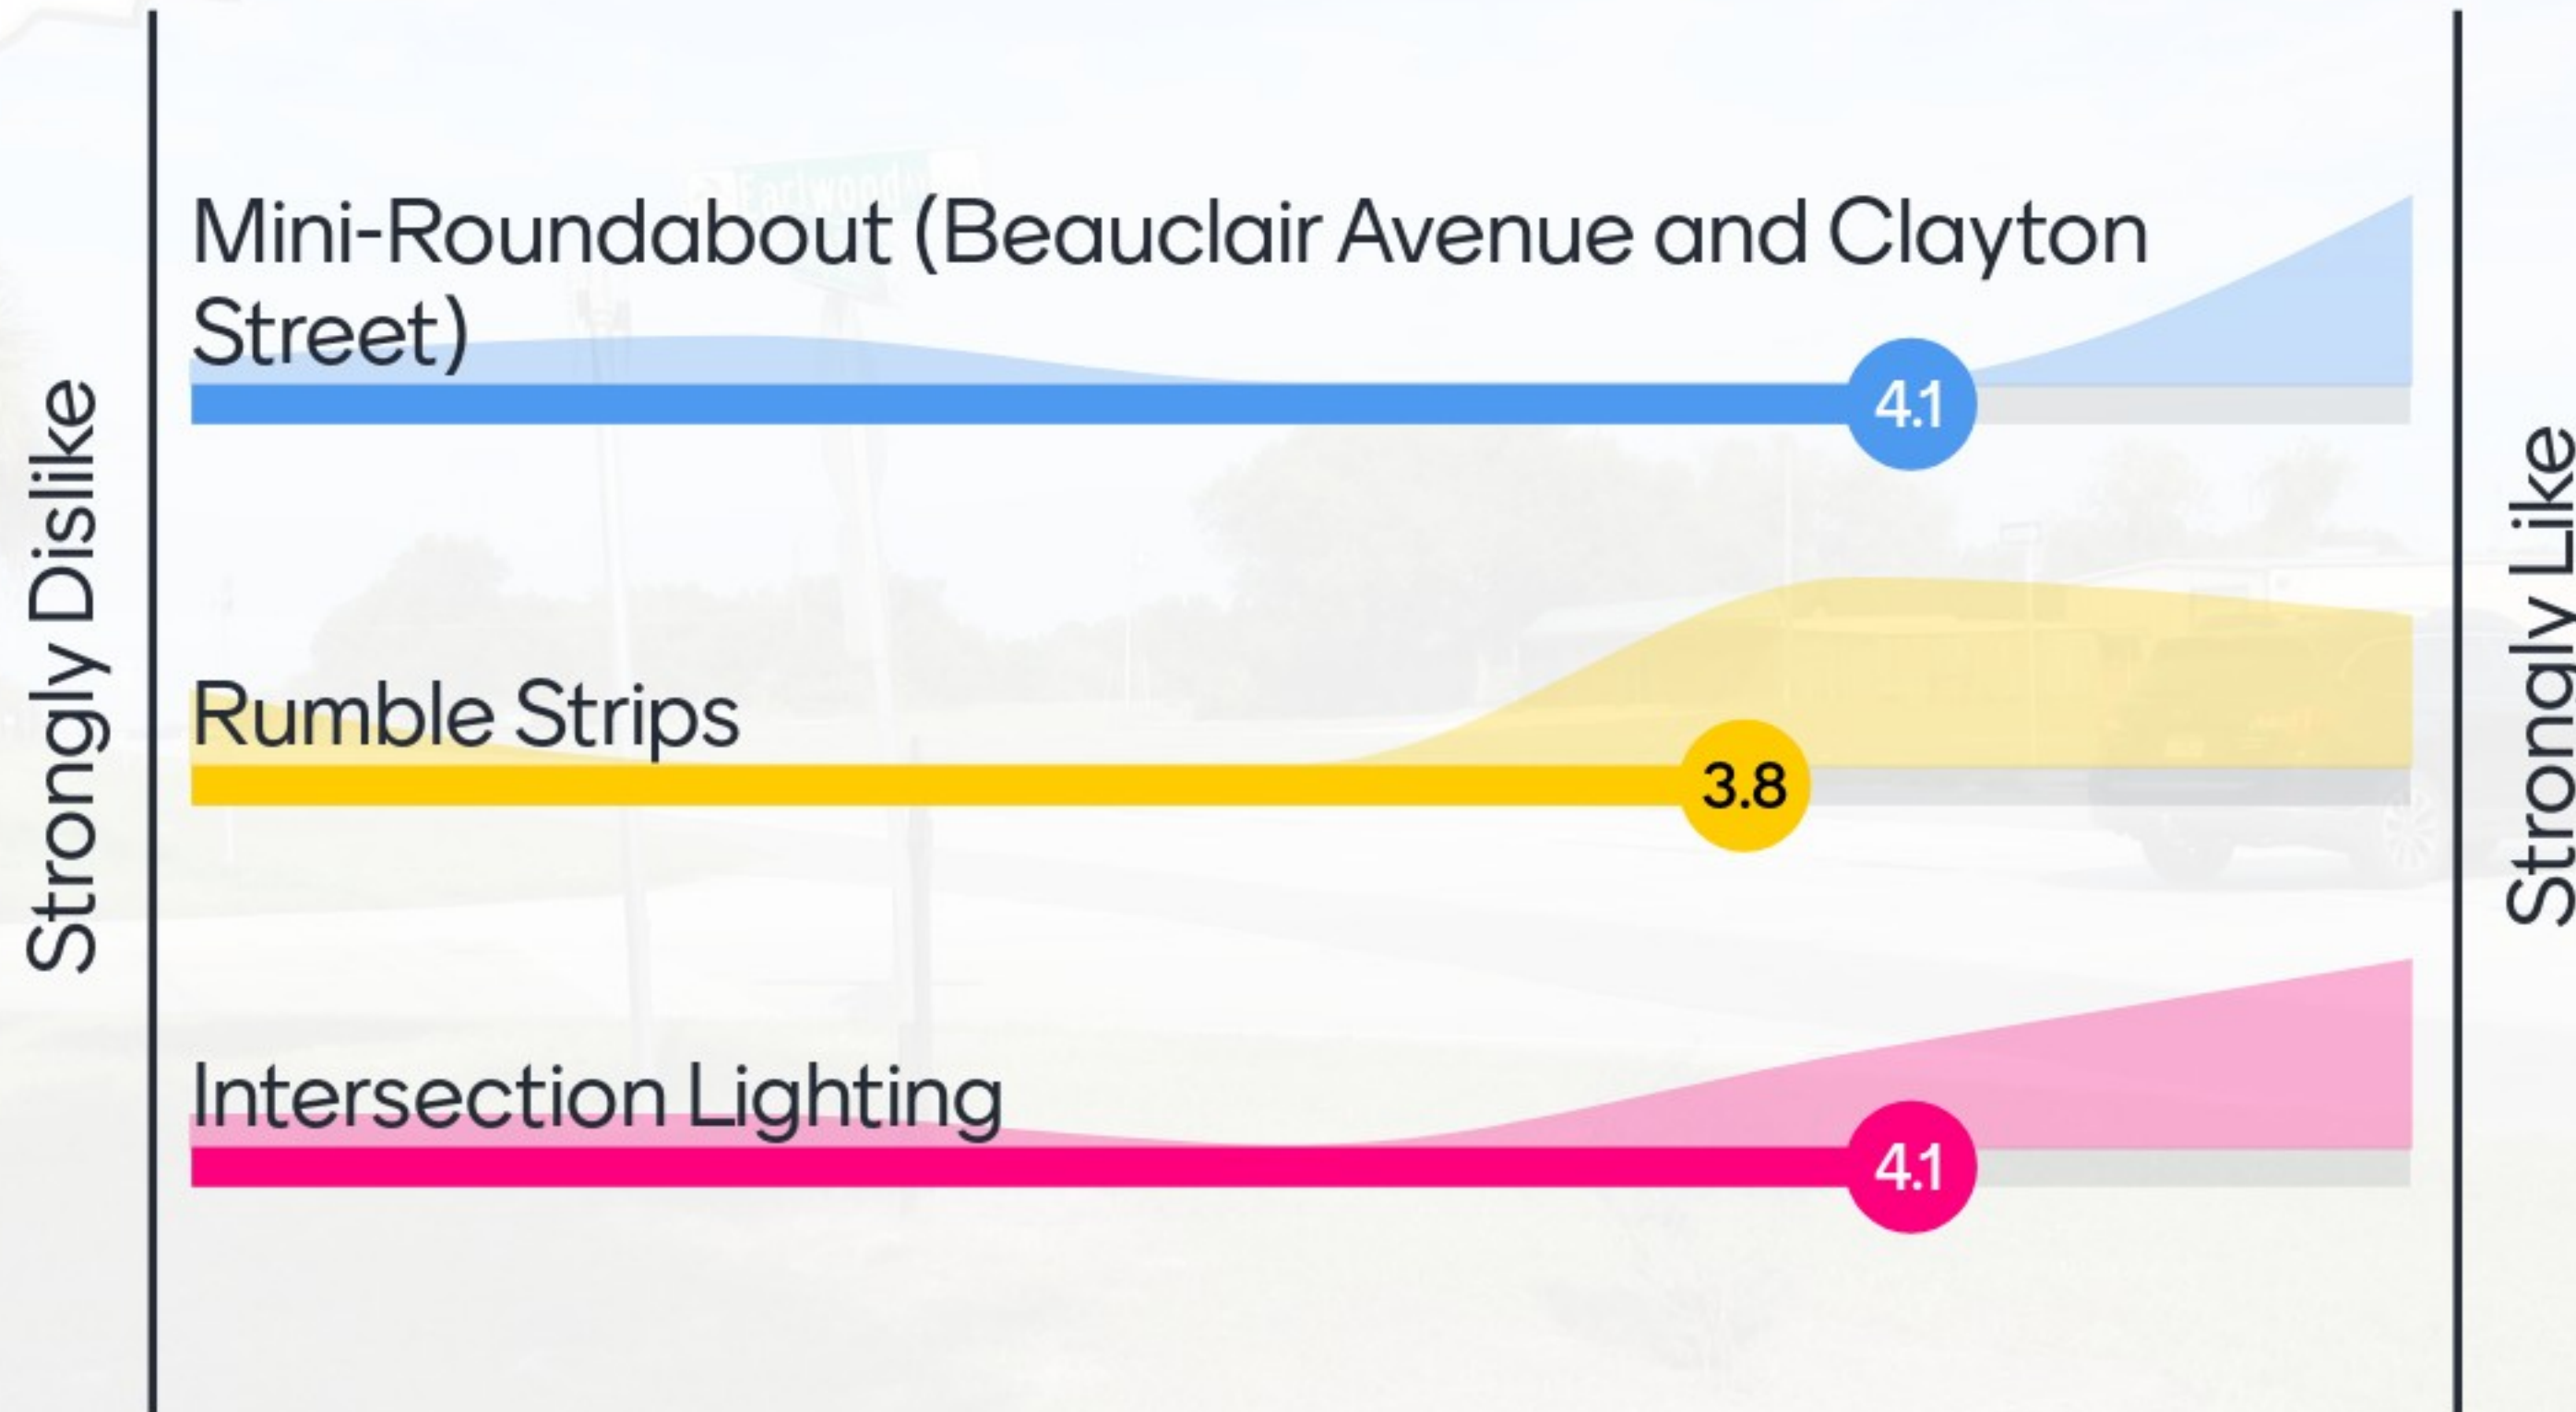 Strongly Dislike
Mini-Roundabout (Beauclair Avenue and Clayton
Street)
4.1
Rumble Strips
3.8
Intersection Lighting
4.1
Strongly Like
Earlwood